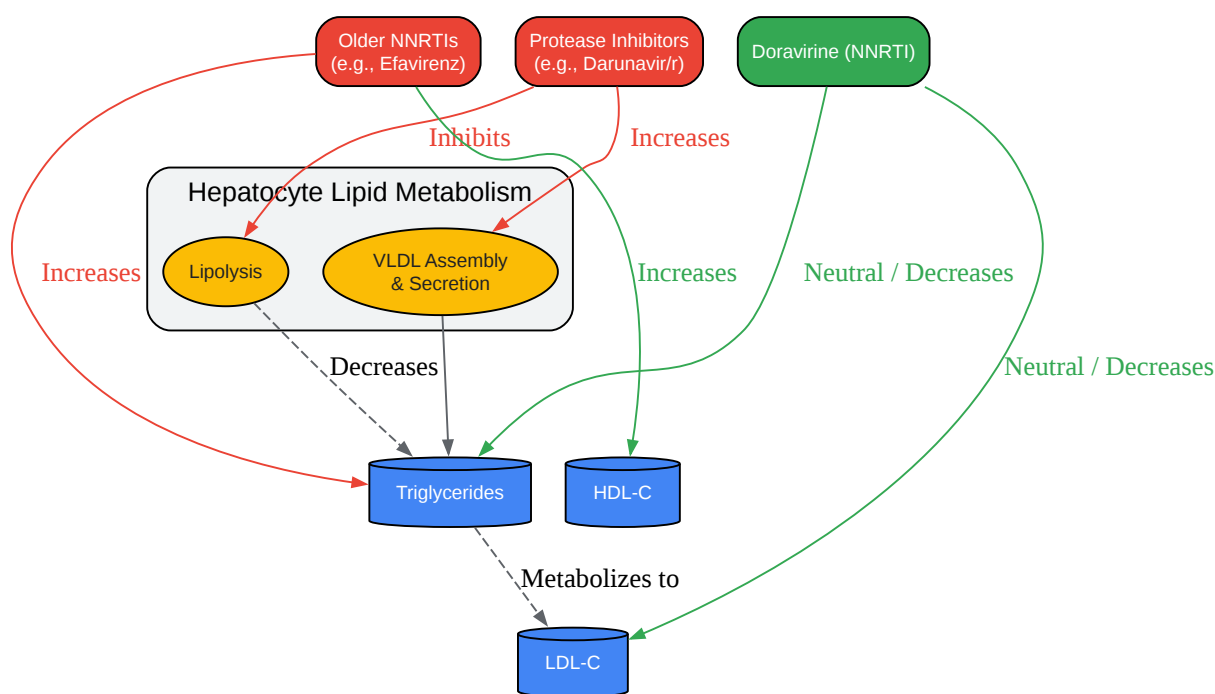 Older NNRTIs
(e.g., Efavirenz)
Protease Inhibitors
(e.g., Darunavir/r)
Doravirine (NNRTI)
Inhibits
Increases
Hepatocyte Lipid Metabolism
Lipolysis
VLDL Assembly
& Secretion
Increases
Increases
Neutral / Decreases
Decreases
Neutral / Decreases
Triglycerides
HDL-C
Metabolizes to
LDL-C